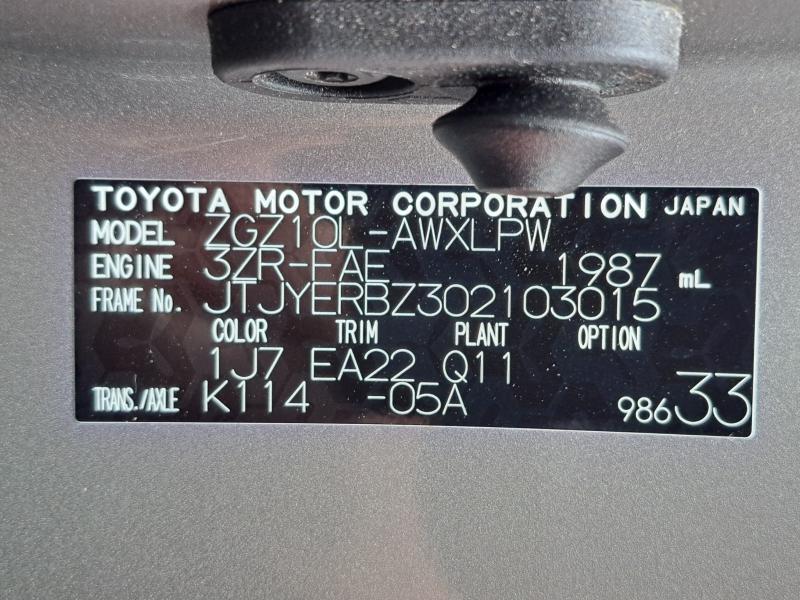 TOYOTA MOTOR CORPORATION JAPAN
MODEL ZGZ10L-AWXLPW
ENGINE 3ZR-FAE 1987 mL
FRAME No. JTJYERBZ302103015
COLOR TRIM PLANT OPTION
1J7 EA22 Q11
TRANS./AXLE K114 -05A 98633